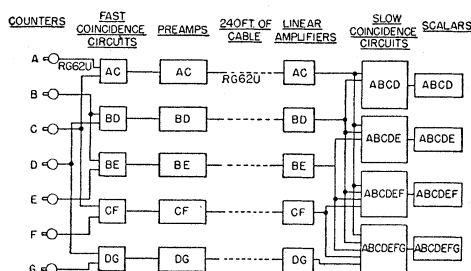 COUNTERS
FAST COINCIDENCE CIRCUITS
PREAMPS
240FT. OF CABLE
LINEAR AMPLIFIERS
SLOW COINCIDENCE CIRCUITS
SCALARS
A
RG62U
AC
AC
RG62U
AC
ABCD
ABCD
B
BD
BD
BD
C
ABCDE
ABCDE
D
BE
BE
BE
E
ABCDEF
ABCDEF
CF
CF
CF
F
ABCDEFG
ABCDEFG
DG
DG
DG
G